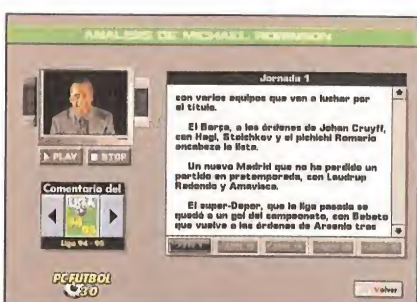 ANALISIS DE MICHAEL ROBINSON
PLAY
STOP
Comentario del
LIGA
94
95
Liga 94 - 95
PCFUTBOL
3.0
Jornada 1
con varios equipos que van a luchar por
el título.
El Barça, a las órdenes de Johan Cruyff,
con Hagi, Stoichkov y el pichichi Romario
encabeza la lista.
Un nuevo Madrid que no ha perdido un
partido en pretemporada, con Laudrup
Redondo y Amavisca.
El super-Depor, que la liga pasada se
quedó a un gol del campeonato, con Bebeto
que vuelve a las órdenes de Arsenio tras
Volver